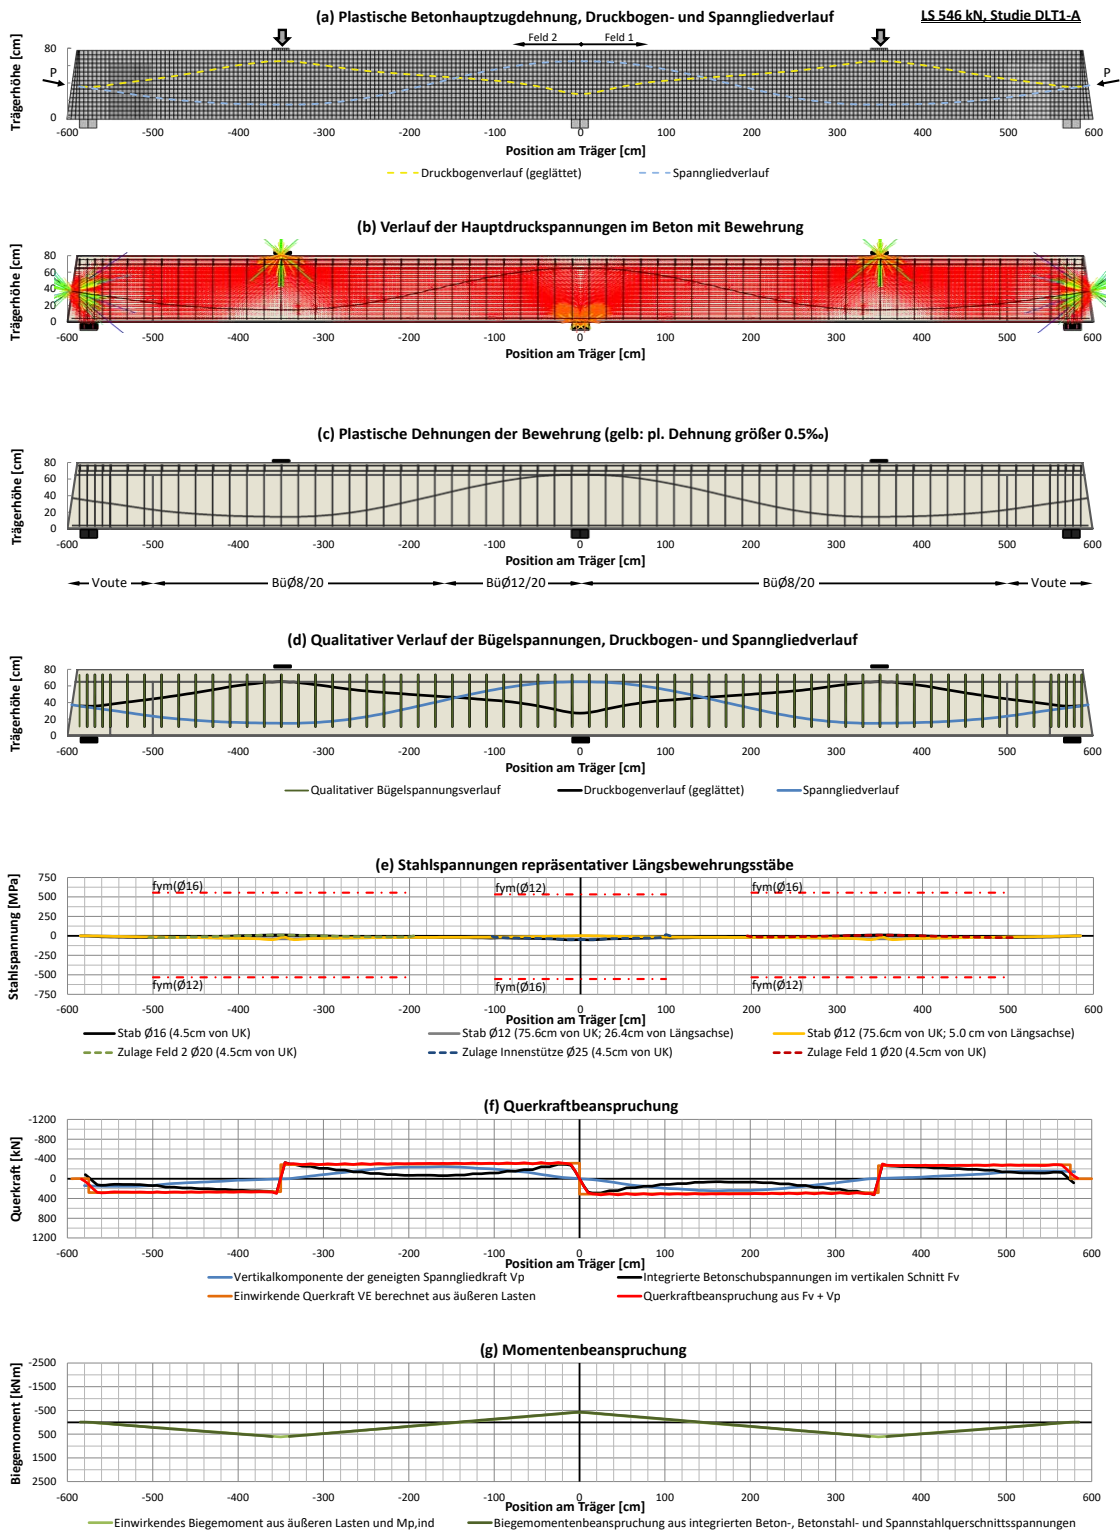 (a) Plastische Betonhauptzugdehnung, Druckbogen- und Spanngliedverlauf
LS 546 kN, Studie DLT1-A
Feld 2 Feld 1
P P
Trägerhöhe [cm]
80
0
-600 -500 -400 -300 -200 -100 0 100 200 300 400 500 600
Position am Träger [cm]
Druckbogenverlauf (geglättet) Spanngliedverlauf
(b) Verlauf der Hauptdruckspannungen im Beton mit Bewehrung
Trägerhöhe [cm]
80
60
40
20
0
-600 -500 -400 -300 -200 -100 0 100 200 300 400 500 600
Position am Träger [cm]
(c) Plastische Dehnungen der Bewehrung (gelb: pl. Dehnung größer 0.5‰)
Trägerhöhe [cm]
80
60
40
20
0
-600 -500 -400 -300 -200 -100 0 100 200 300 400 500 600
Position am Träger [cm]
Voute BüØ8/20 BüØ12/20 BüØ8/20 Voute
(d) Qualitativer Verlauf der Bügelspannungen, Druckbogen- und Spanngliedverlauf
Trägerhöhe [cm]
80
60
40
20
0
-600 -500 -400 -300 -200 -100 0 100 200 300 400 500 600
Position am Träger [cm]
Qualitativer Bügelspannungsverlauf Druckbogenverlauf (geglättet) Spanngliedverlauf
(e) Stahlspannungen repräsentativer Längsbewehrungsstäbe
Stahlspannung [MPa]
750
500
250
0
-250
-500
-750
fym(Ø16) fym(Ø12) fym(Ø16)
fym(Ø12) fym(Ø16) fym(Ø12)
-600 -500 -400 -300 -200 -100 0 100 200 300 400 500 600
Position am Träger [cm]
Stab Ø16 (4.5cm von UK) Stab Ø12 (75.6cm von UK; 26.4cm von Längsachse) Stab Ø12 (75.6cm von UK; 5.0 cm von Längsachse)
Zulage Feld 2 Ø20 (4.5cm von UK) Zulage Innenstütze Ø25 (4.5cm von UK) Zulage Feld 1 Ø20 (4.5cm von UK)
(f) Querkraftbeanspruchung
Querkraft [kN]
-1200
-800
-400
0
400
800
1200
-600 -500 -400 -300 -200 -100 0 100 200 300 400 500 600
Position am Träger [cm]
Vertikalkomponente der geneigten Spanngliedkraft Vp Integrierte Betonschubspannungen im vertikalen Schnitt Fv
Einwirkende Querkraft VE berechnet aus äußeren Lasten Querkraftbeanspruchung aus Fv + Vp
(g) Momentenbeanspruchung
Biegemoment [kNm]
-2500
-1500
-500
500
1500
2500
-600 -500 -400 -300 -200 -100 0 100 200 300 400 500 600
Position am Träger [cm]
Einwirkendes Biegemoment aus äußeren Lasten und Mp,ind Biegemomentenbeanspruchung aus integrierten Beton-, Betonstahl- und Spannstahlquerschnittsspannungen